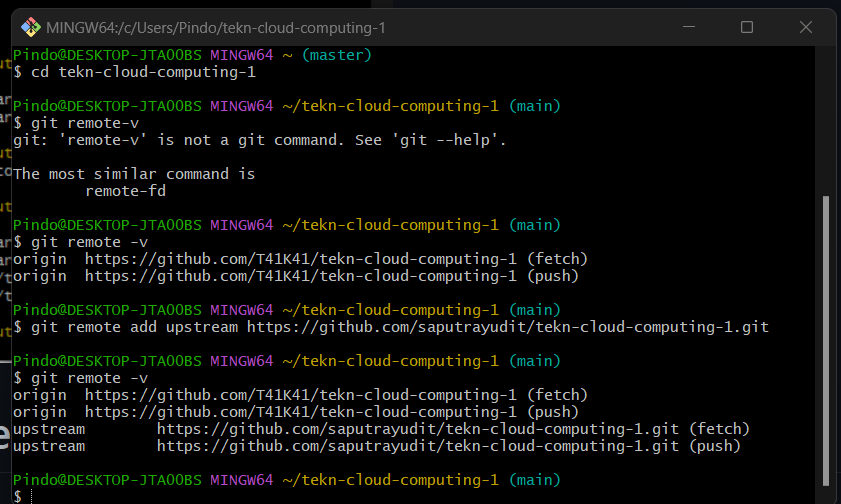 MINGW64:/c/Users/Pindo/tekn-cloud-computing-1
Pindo@DESKTOP-JTA00BS MINGW64 ~ (master)
$ cd tekn-cloud-computing-1
Pindo@DESKTOP-JTA00BS MINGW64 ~/tekn-cloud-computing-1 (main)
$ git remote-v
git: 'remote-v' is not a git command. See 'git --help'.
The most similar command is
remote-fd
Pindo@DESKTOP-JTA00BS MINGW64 ~/tekn-cloud-computing-1 (main)
$ git remote -v
origin  https://github.com/T41K41/tekn-cloud-computing-1 (fetch)
origin  https://github.com/T41K41/tekn-cloud-computing-1 (push)
Pindo@DESKTOP-JTA00BS MINGW64 ~/tekn-cloud-computing-1 (main)
$ git remote add upstream https://github.com/saputrayudit/tekn-cloud-computing-1.git
Pindo@DESKTOP-JTA00BS MINGW64 ~/tekn-cloud-computing-1 (main)
$ git remote -v
origin  https://github.com/T41K41/tekn-cloud-computing-1 (fetch)
origin  https://github.com/T41K41/tekn-cloud-computing-1 (push)
upstream        https://github.com/saputrayudit/tekn-cloud-computing-1.git (fetch)
upstream        https://github.com/saputrayudit/tekn-cloud-computing-1.git (push)
Pindo@DESKTOP-JTA00BS MINGW64 ~/tekn-cloud-computing-1 (main)
$